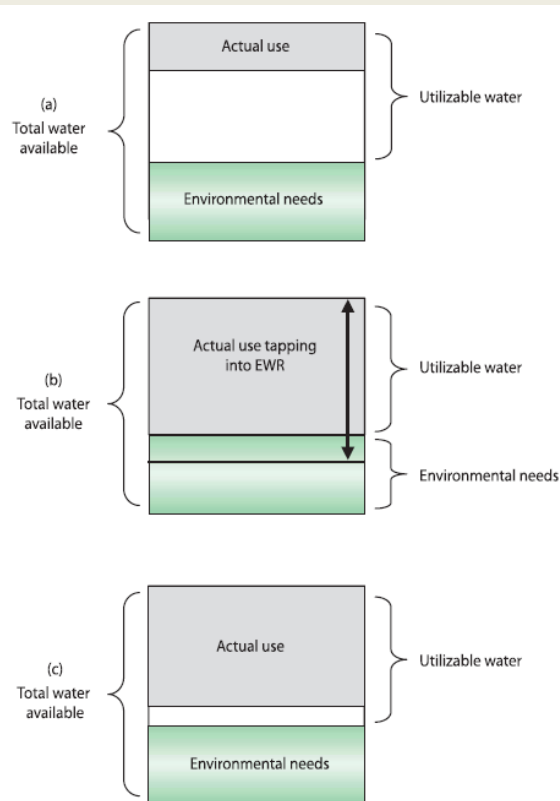 Actual use
(a)
Total water
available
Utilizable water
Environmental needs
Actual use tapping
into EWR
(b)
Total water
available
Utilizable water
Environmental needs
Actual use
(c)
Total water
available
Utilizable water
Environmental needs